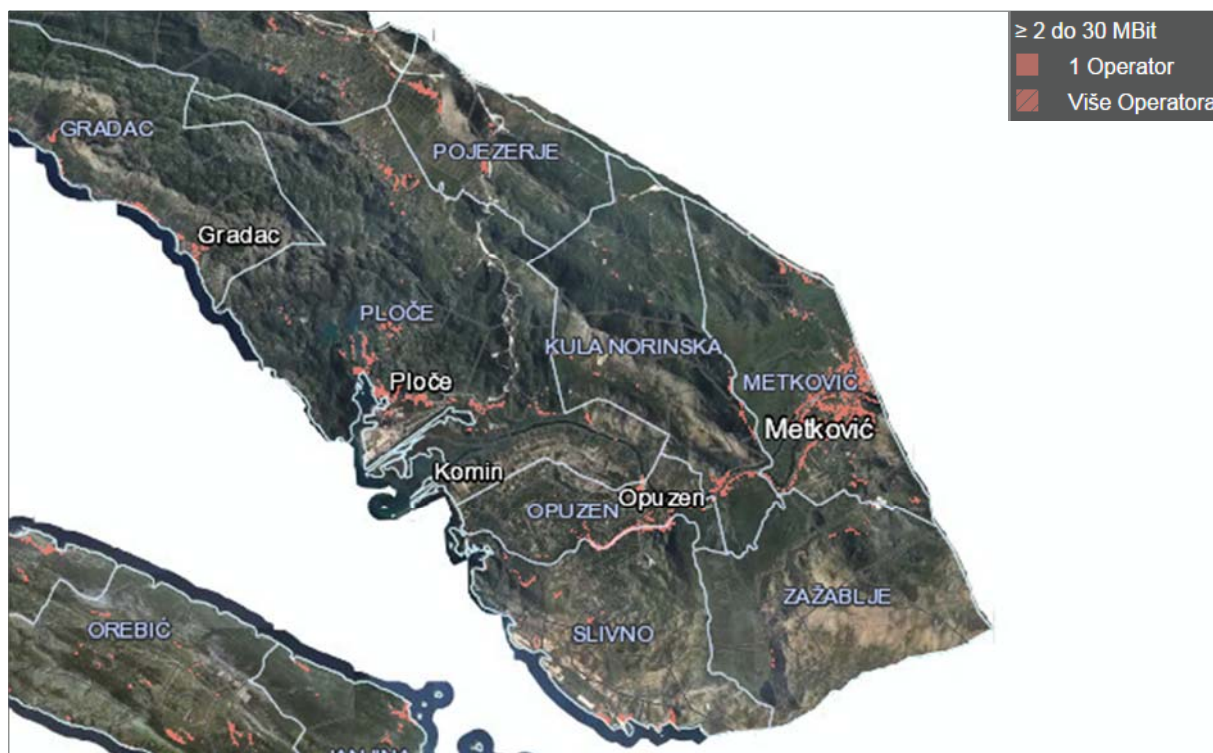 ≥ 2 do 30 MBit
1 Operator
Više Operatora
GRADAC
POJEZERJE
Gradac
PLOČE
KULA NORINSKA
Ploče
METKOVIĆ
Metković
Komin
Opuzen
OPUZEN
ZAŽABLJE
OREBIĆ
SLIVNO